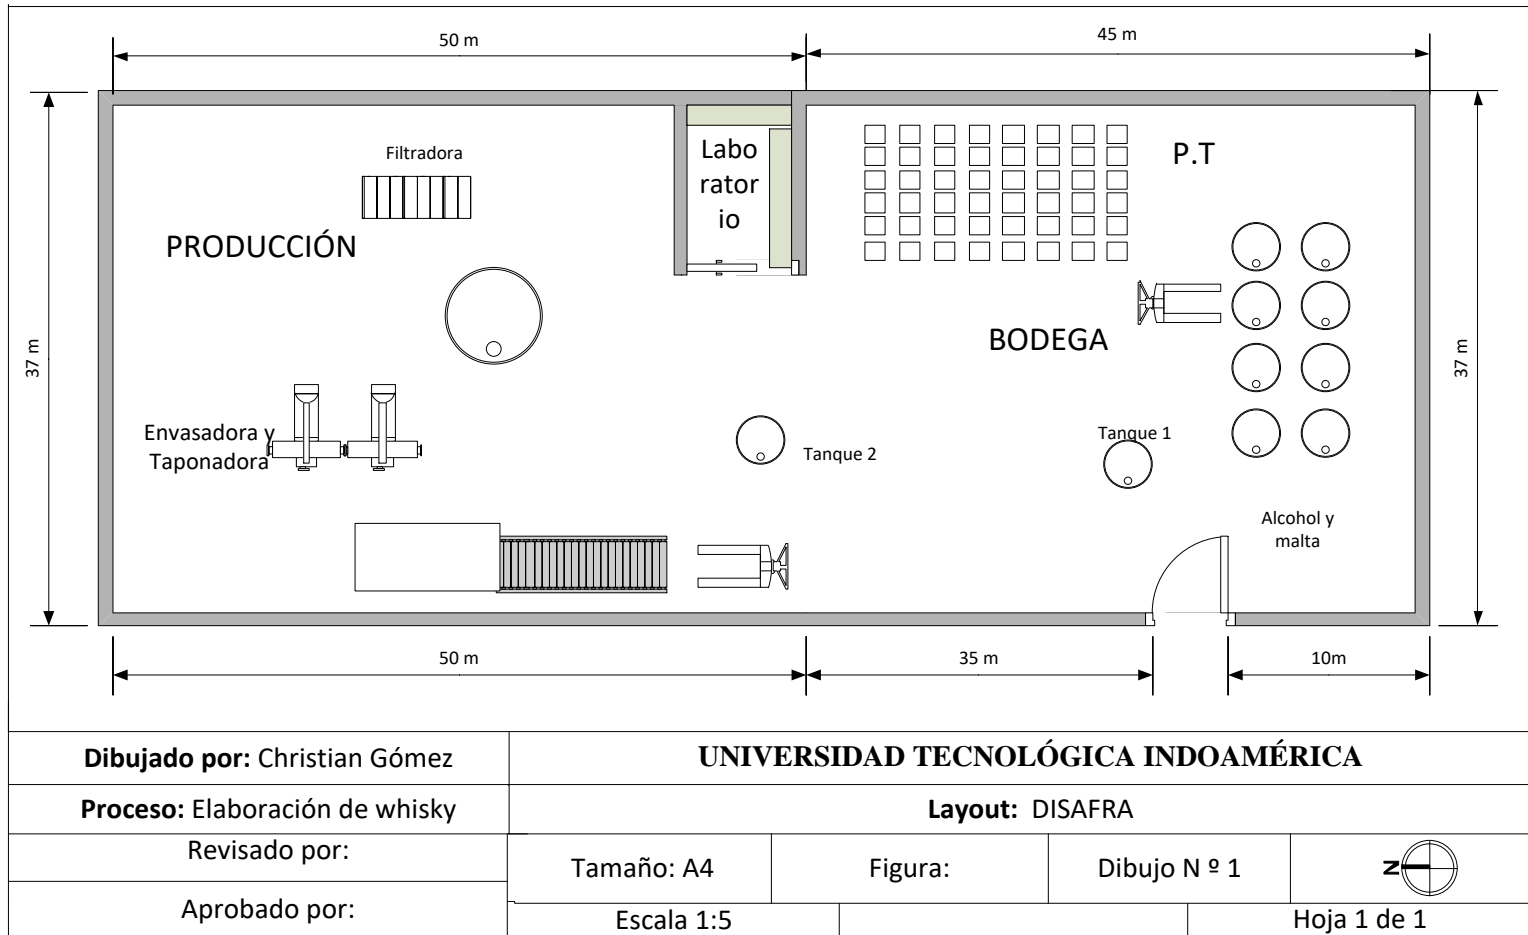 50 m
45 m
37 m
37 m
Filtradora
PRODUCCIÓN
Labo
rator
io
P.T
BODEGA
Envasadora y
Taponadora
Tanque 2
Tanque 1
Alcohol y
malta
50 m
35 m
10m
Dibujado por: Christian Gómez
UNIVERSIDAD TECNOLÓGICA INDOAMÉRICA
Proceso: Elaboración de whisky
Layout: DISAFRA
Revisado por:
Tamaño: A4
Figura:
Dibujo N º 1
N
Aprobado por:
Escala 1:5
Hoja 1 de 1